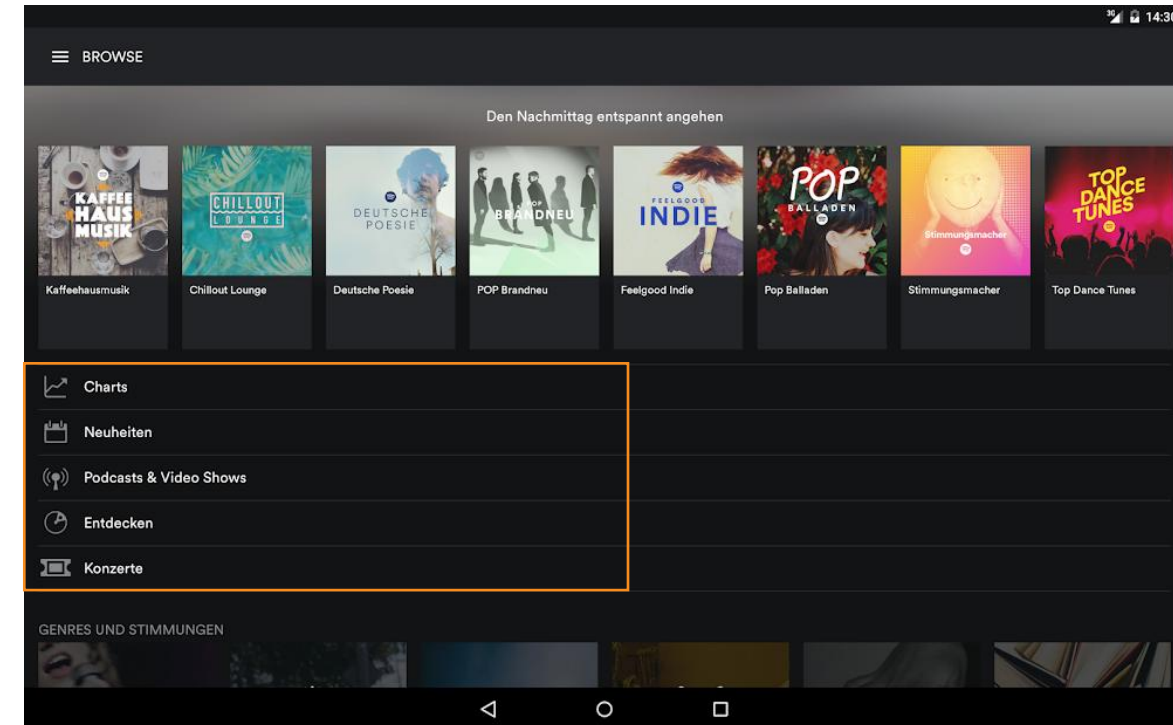 3G 14:30
BROWSE
Den Nachmittag entspannt angehen
KAFFEE
HAUS
MUSIK
CHILLOUT
LOUNGE
DEUTSCHE
POESIE
POP
BRANDNEU
FEELGOOD
INDIE
POP
BALLADEN
Stimmungsmacher
TOP
DANCE
TUNES
Kaffeehausmusik
Chillout Lounge
Deutsche Poesie
POP Brandneu
Feelgood Indie
Pop Balladen
Stimmungsmacher
Top Dance Tunes
Charts
Neuheiten
Podcasts & Video Shows
Entdecken
Konzerte
GENRES UND STIMMUNGEN